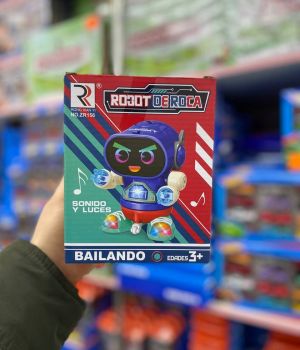 R
NO.ZR156
ROBOT DE ROCA
SONIDO
Y LUCES
BAILANDO
EDADES 3+